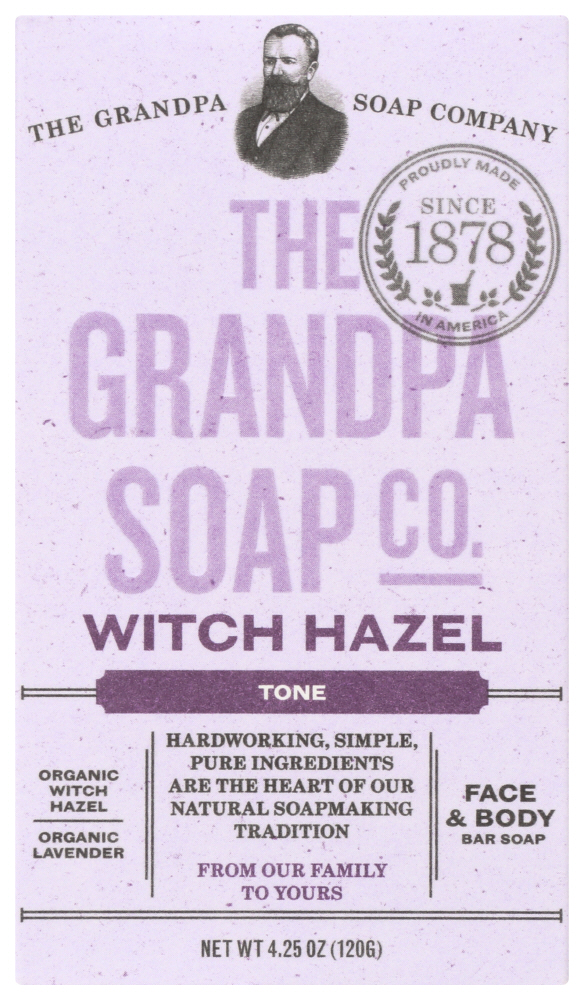 THE GRANDPA SOAP COMPANY
PROUDLY MADE
SINCE
1878
IN AMERICA
THE
GRANDPA
SOAP CO.
WITCH HAZEL
TONE
ORGANIC
WITCH
HAZEL
ORGANIC
LAVENDER
HARDWORKING, SIMPLE,
PURE INGREDIENTS
ARE THE HEART OF OUR
NATURAL SOAPMAKING
TRADITION
FROM OUR FAMILY
TO YOURS
FACE
& BODY
BAR SOAP
NET WT 4.25 OZ (120G)